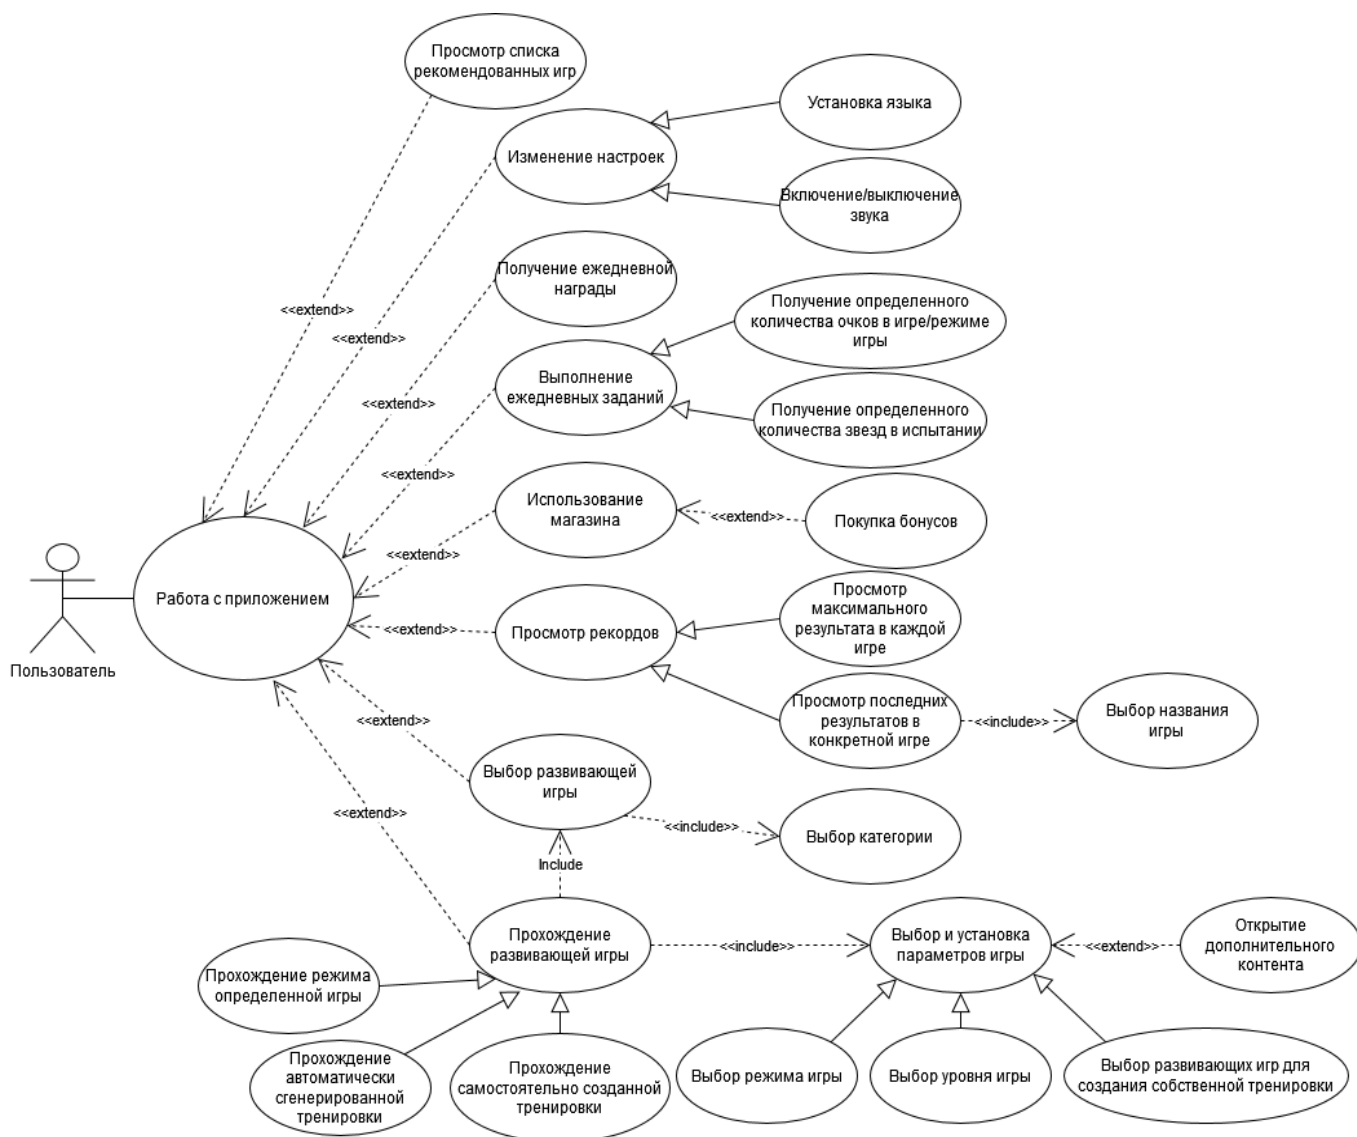 Просмотр списка
рекомендованных игр
Установка языка
Изменение настроек
Включение/выключение
звука
Получение ежедневной
награды
<<extend>>
<<extend>>
Получение определенного
количества очков в игре/режиме
игры
Выполнение
ежедневных заданий
<<extend>>
Получение определенного
количества звезд в испытании
<<extend>>
Использование
магазина
<<extend>>
Покупка бонусов
<<extend>>
Работа с приложением
Пользователь
<<extend>>
Просмотр рекордов
Просмотр
максимального
результата в каждой
игре
Просмотр последних
результатов в
конкретной игре
<<include>>
Выбор названия
игры
<<extend>>
Выбор развивающей
игры
<<extend>>
<<include>>
Выбор категории
Include
Прохождение
развивающей игры
<<include>>
Выбор и установка
параметров игры
<<extend>>
Открытие
дополнительного
контента
Прохождение режима
определенной игры
Прохождение
автоматически
сгенерированной
тренировки
Прохождение
самостоятельно созданной
тренировки
Выбор режима игры
Выбор уровня игры
Выбор развивающих игр для
создания собственной тренировки